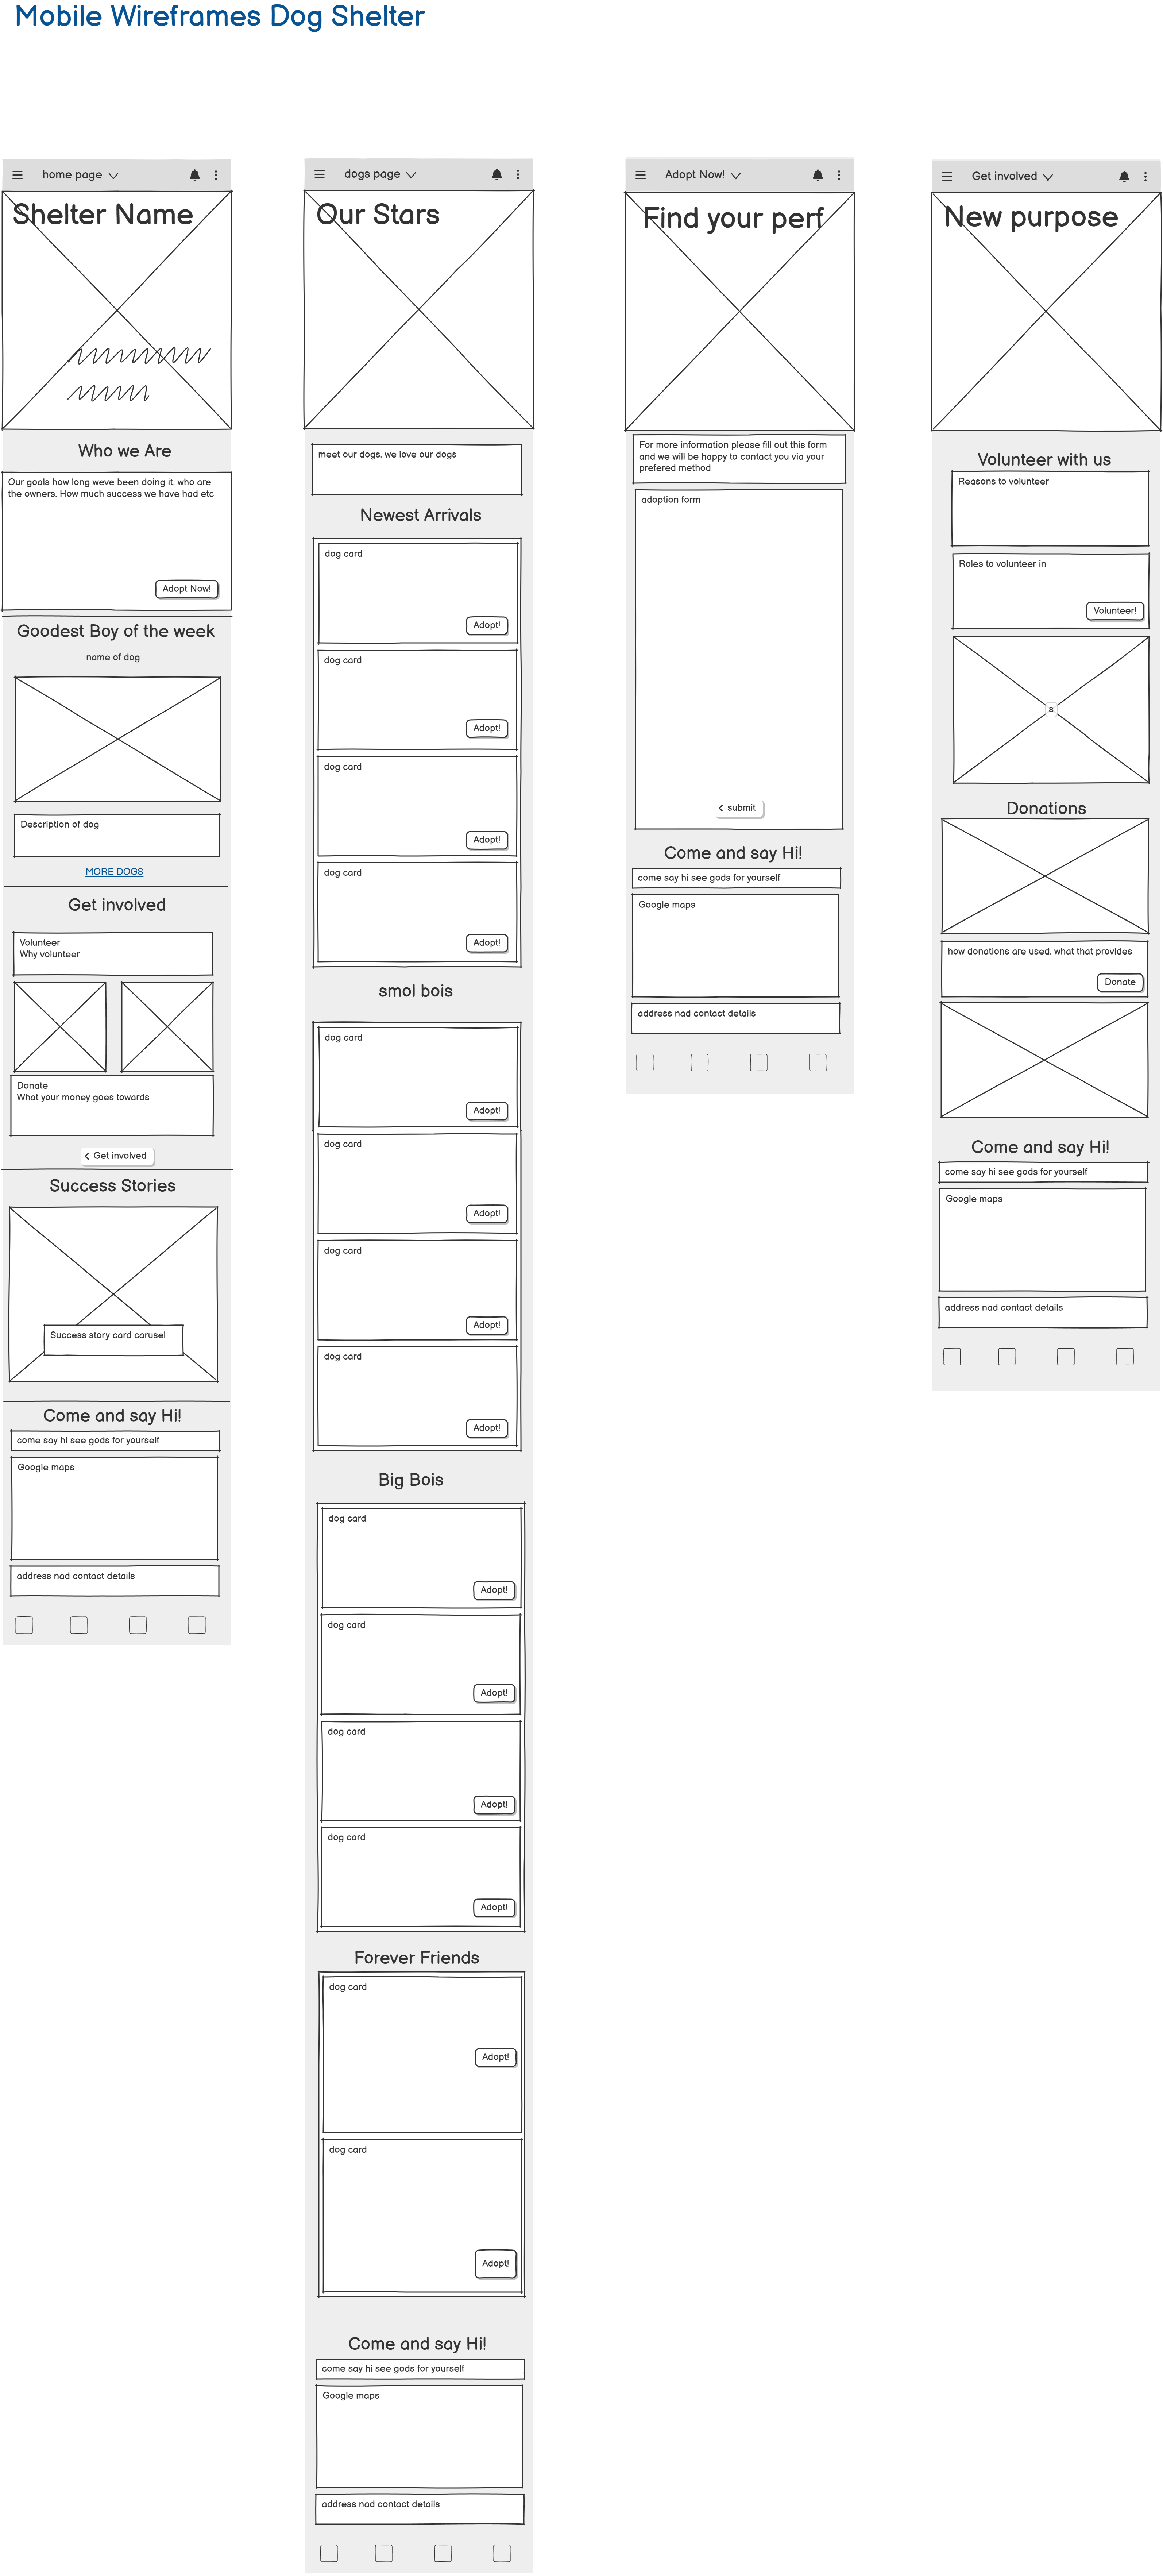 Mobile Wireframes Dog Shelter
home page
Shelter Name
Who we Are
Our goals how long weve been doing it. who are
the owners. How much success we have had etc
Adopt Now!
Goodest Boy of the week
name of dog
Description of dog
MORE DOGS
Get involved
Volunteer
Why volunteer
Donate
What your money goes towards
Get involved
Success Stories
Success story card carusel
Come and say Hi!
come say hi see gods for yourself
Google maps
address nad contact details
dogs page
Our Stars
meet our dogs. we love our dogs
Newest Arrivals
dog card
Adopt!
dog card
Adopt!
dog card
Adopt!
dog card
Adopt!
smol bois
dog card
Adopt!
dog card
Adopt!
dog card
Adopt!
dog card
Adopt!
Big Bois
dog card
Adopt!
dog card
Adopt!
dog card
Adopt!
dog card
Adopt!
Forever Friends
dog card
Adopt!
dog card
Adopt!
Come and say Hi!
come say hi see gods for yourself
Google maps
address nad contact details
Adopt Now!
Find your perf
For more information please fill out this form
and we will be happy to contact you via your
prefered method
adoption form
submit
Come and say Hi!
come say hi see gods for yourself
Google maps
address nad contact details
Get involved
New purpose
Volunteer with us
Reasons to volunteer
Roles to volunteer in
Volunteer!
s
Donations
how donations are used. what that provides
Donate
Come and say Hi!
come say hi see gods for yourself
Google maps
address nad contact details